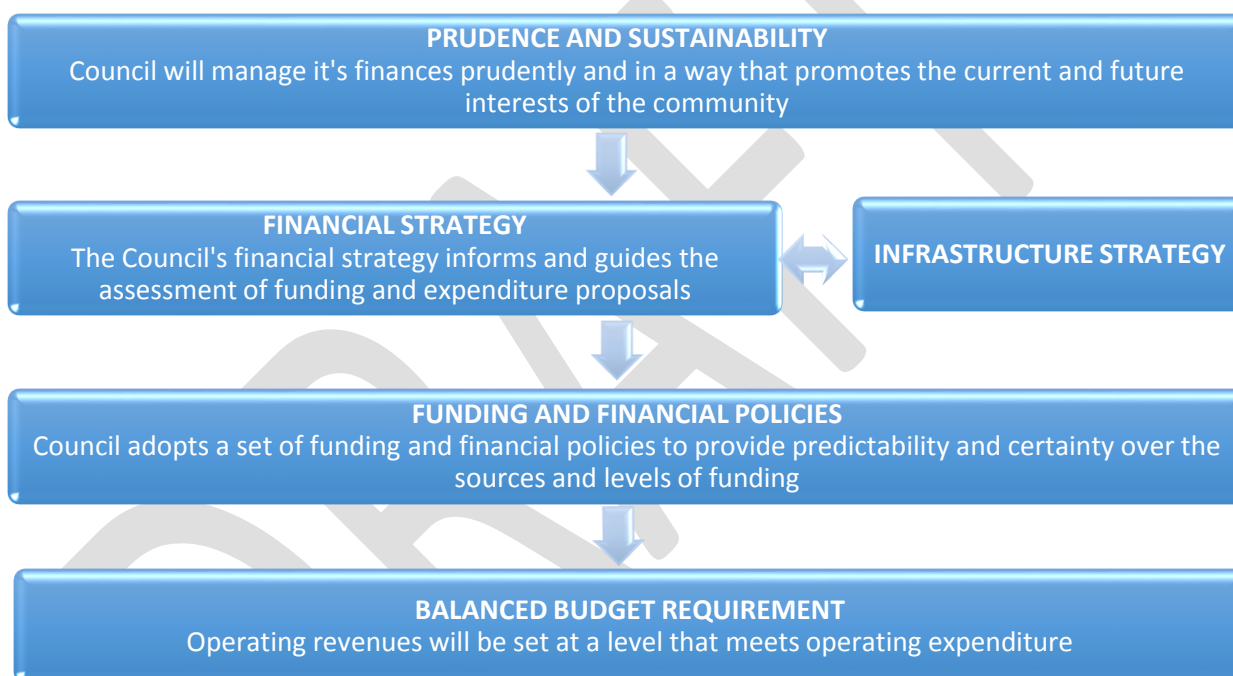 PRUDENCE AND SUSTAINABILITY
Council will manage it's finances prudently and in a way that promotes the current and future
interests of the community
FINANCIAL STRATEGY
The Council's financial strategy informs and guides the
assessment of funding and expenditure proposals
INFRASTRUCTURE STRATEGY
FUNDING AND FINANCIAL POLICIES
Council adopts a set of funding and financial policies to provide predictability and certainty over the
sources and levels of funding
BALANCED BUDGET REQUIREMENT
Operating revenues will be set at a level that meets operating expenditure
DRAFT